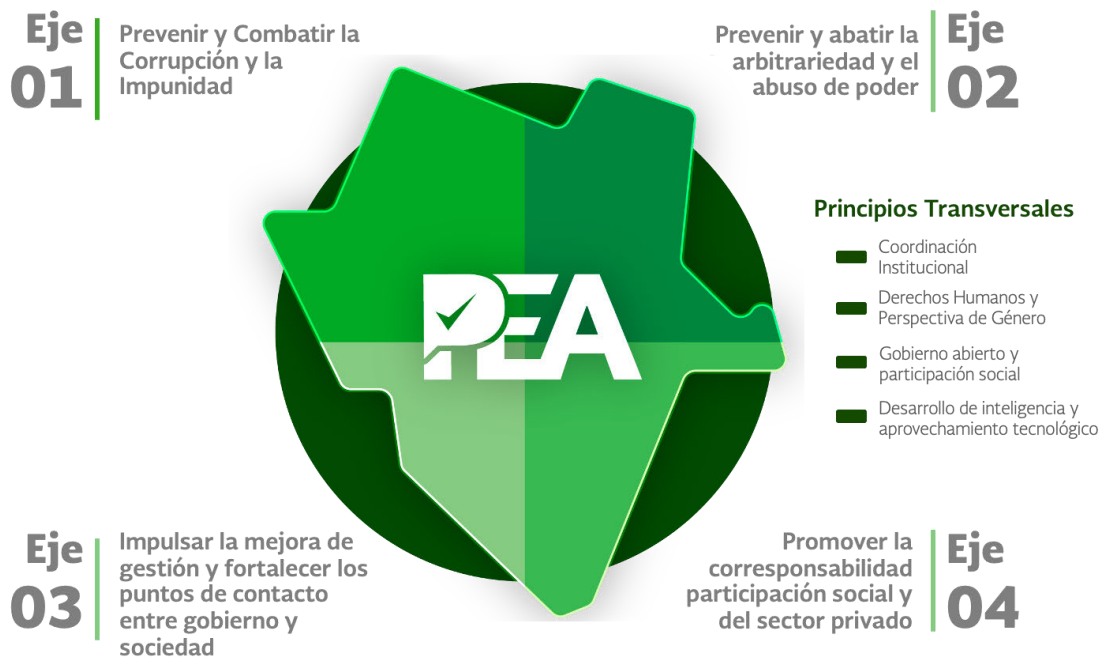 Eje
01
Prevenir y Combatir la
Corrupción y la
Impunidad
Prevenir y abatir la
arbitrariedad y el
abuso de poder
Eje
02
Principios Transversales
Coordinación
Institucional
Derechos Humanos y
Perspectiva de Género
Gobierno abierto y
participación social
Desarrollo de inteligencia y
aprovechamiento tecnológico
PEA
Eje
03
Impulsar la mejora de
gestión y fortalecer los
puntos de contacto
entre gobierno y
sociedad
Promover la
corresponsabilidad
participación social y
del sector privado
Eje
04